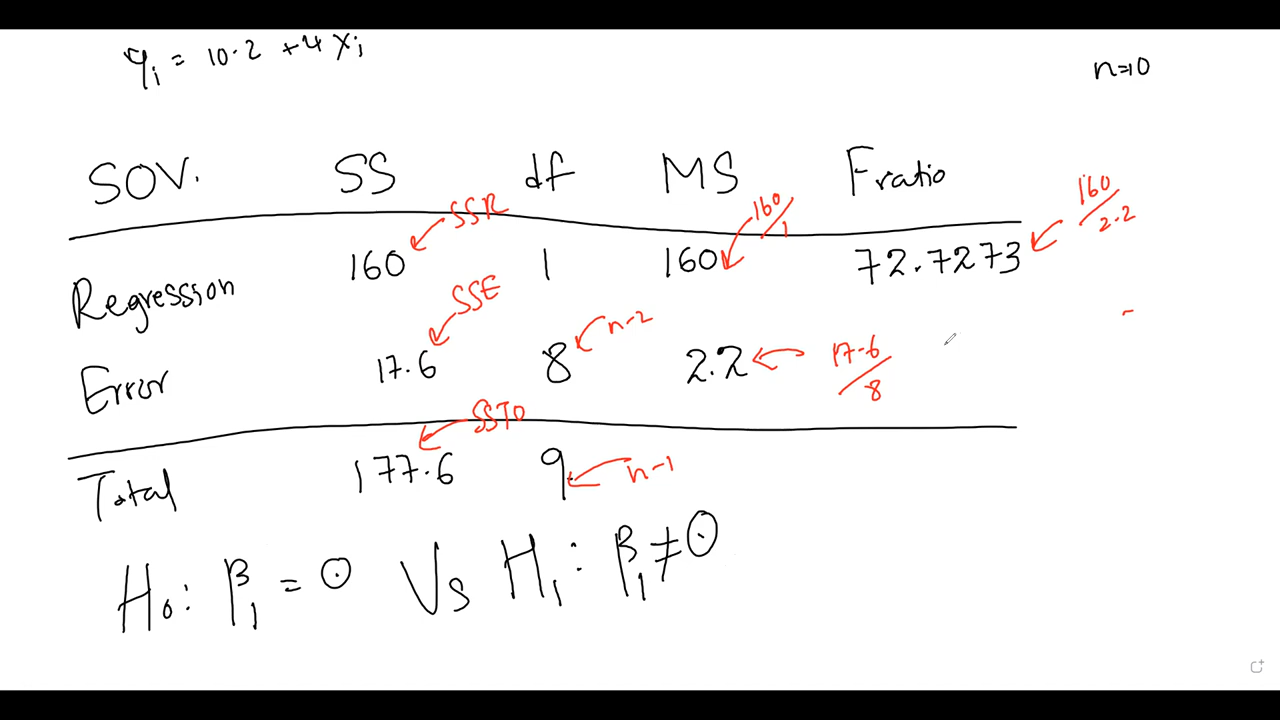 yi = 10.2 + 4 xi
n=10
SOV. SS df MS F ratio
SSR 160/1 160/2.2
Regresssion 160 1 160 72.7273
SSE n-2
Error 17.6 8 2.2 17.6/8
SSTO
Total 177.6 9 n-1
H0: β1 = 0 Vs H1: β1 ≠ 0